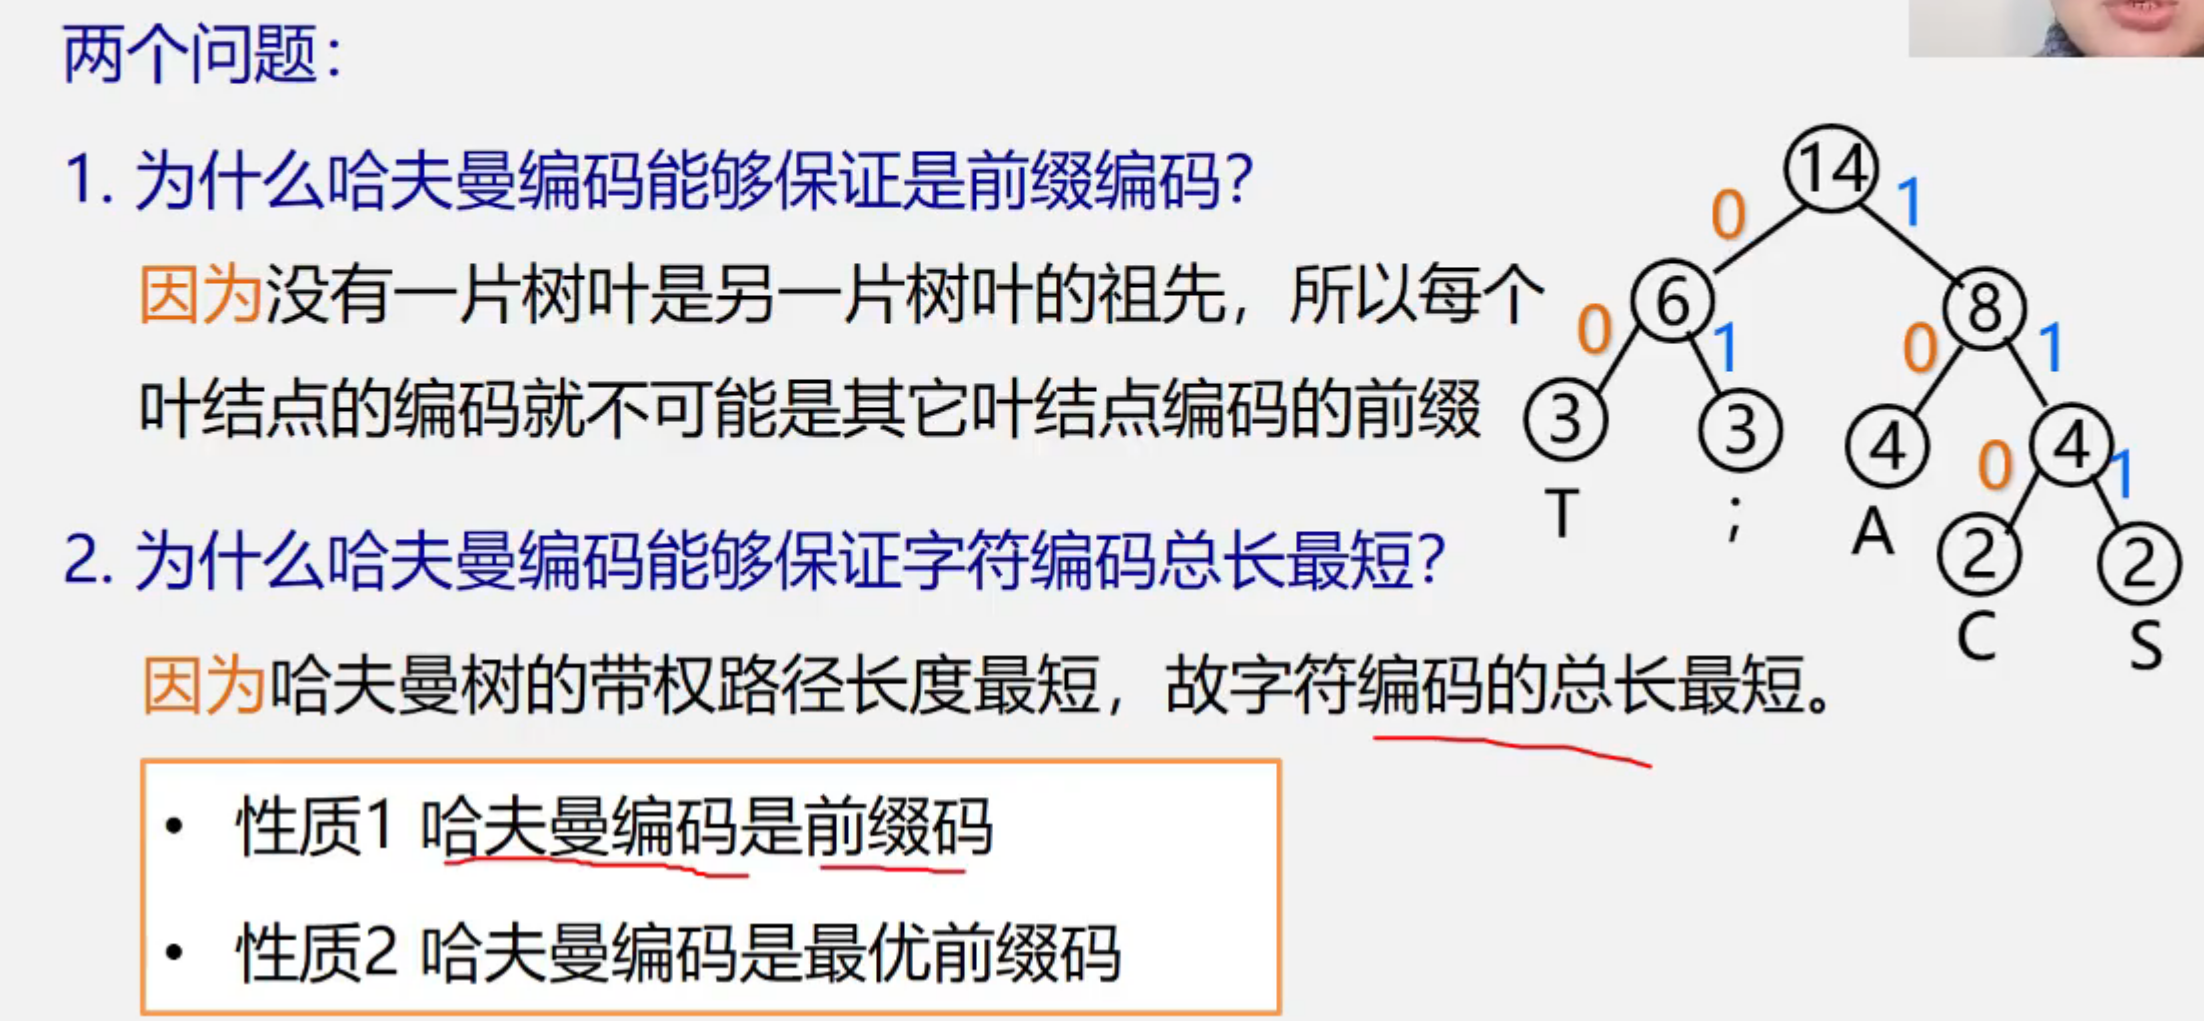 两个问题：
1. 为什么哈夫曼编码能够保证是前缀编码？
因为没有一片树叶是另一片树叶的祖先，所以每个
叶结点的编码就不可能是其它叶结点编码的前缀
2. 为什么哈夫曼编码能够保证字符编码总长最短？
因为哈夫曼树的带权路径长度最短，故字符编码的总长最短。
• 性质1 哈夫曼编码是前缀码
• 性质2 哈夫曼编码是最优前缀码
14
0 1
6 8
0 1 0 1
3 3 4 4
T ; A
0 1
2 2
C S